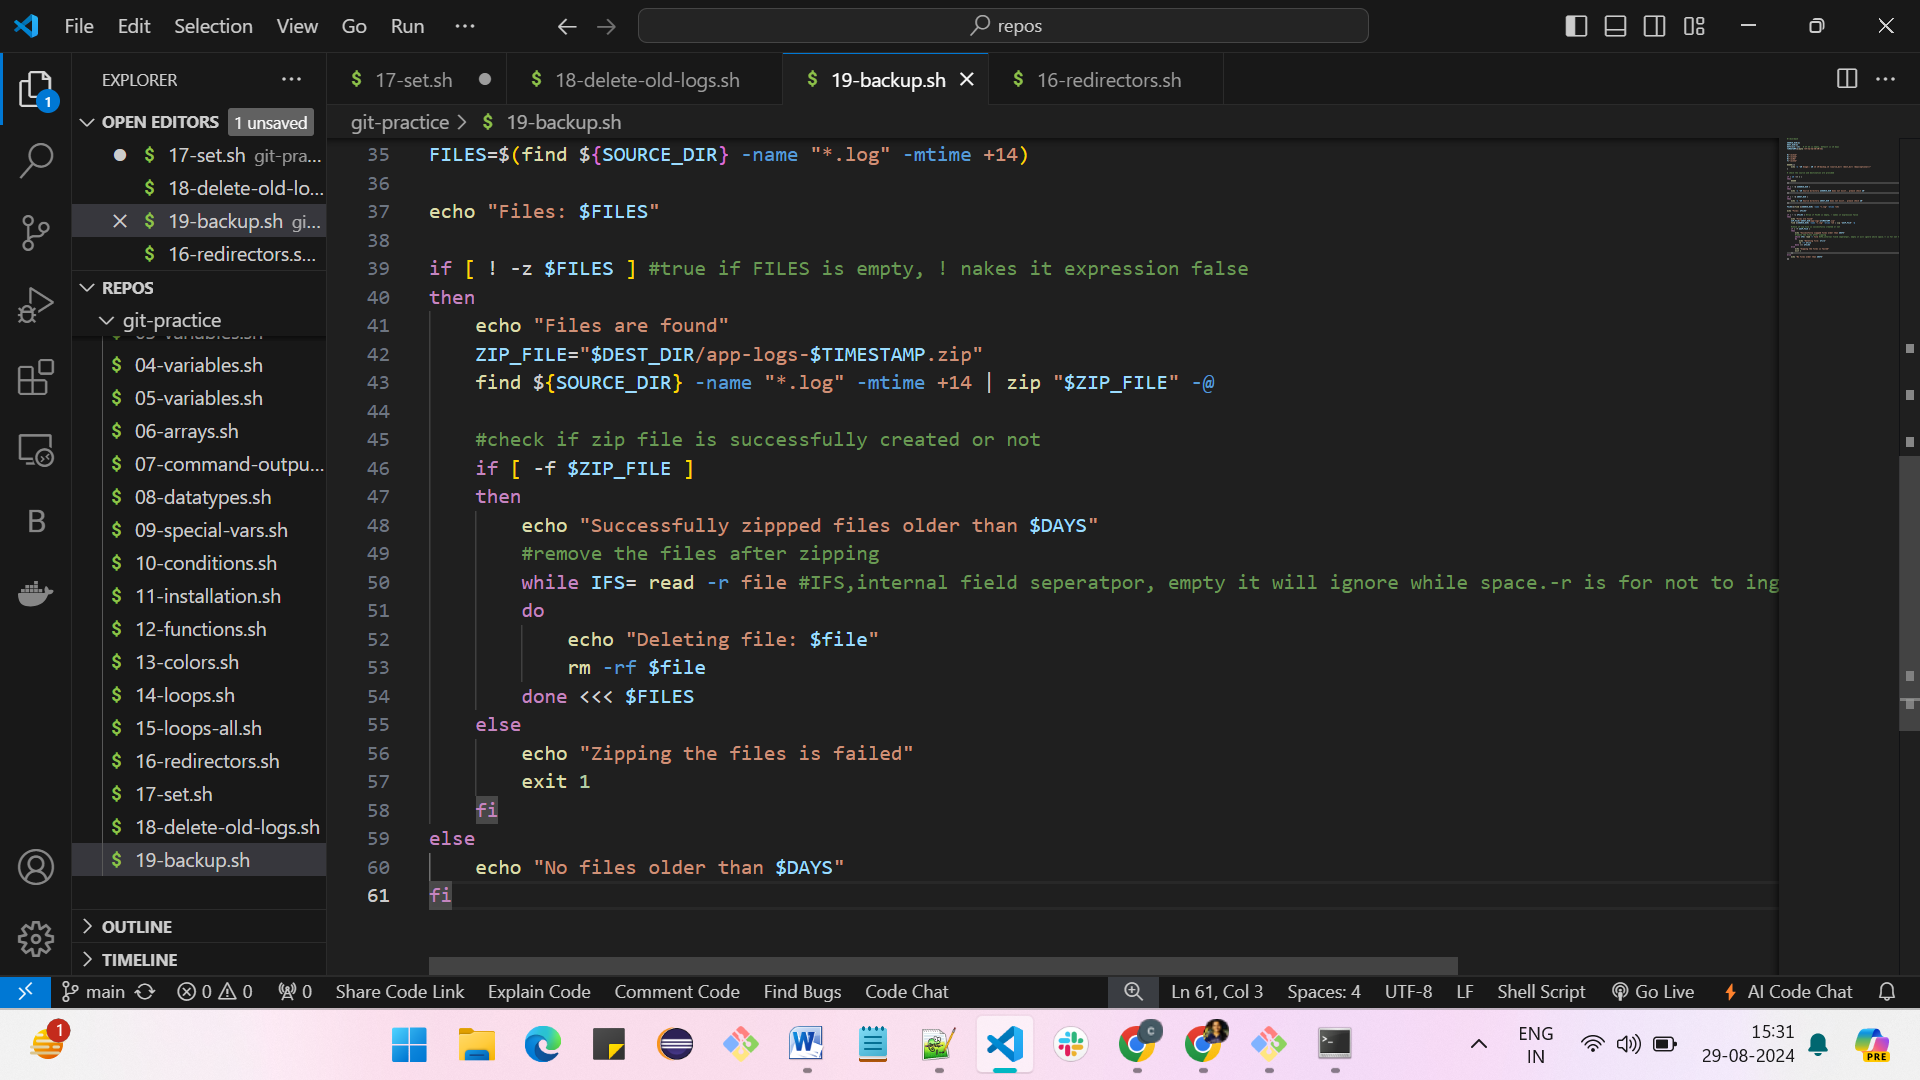 File Edit Selection View Go Run ···
repos
EXPLORER ···
OPEN EDITORS 1 unsaved
$ 17-set.sh git-pra...
$ 18-delete-old-lo...
$ 19-backup.sh gi...
$ 16-redirectors.s...
REPOS
git-practice
$ 04-variables.sh
$ 05-variables.sh
$ 06-arrays.sh
$ 07-command-outpu...
$ 08-datatypes.sh
$ 09-special-vars.sh
$ 10-conditions.sh
$ 11-installation.sh
$ 12-functions.sh
$ 13-colors.sh
$ 14-loops.sh
$ 15-loops-all.sh
$ 16-redirectors.sh
$ 17-set.sh
$ 18-delete-old-logs.sh
$ 19-backup.sh
OUTLINE
TIMELINE
1
B
$ 17-set.sh $ 18-delete-old-logs.sh $ 19-backup.sh $ 16-redirectors.sh
git-practice > $ 19-backup.sh
35 FILES=$(find ${SOURCE_DIR} -name "*.log" -mtime +14)
36
37 echo "Files: $FILES"
38
39 if [ ! -z $FILES ] #true if FILES is empty, ! nakes it expression false
40 then
41 echo "Files are found"
42 ZIP_FILE="$DEST_DIR/app-logs-$TIMESTAMP.zip"
43 find ${SOURCE_DIR} -name "*.log" -mtime +14 | zip "$ZIP_FILE" -@
44
45 #check if zip file is successfully created or not
46 if [ -f $ZIP_FILE ]
47 then
48 echo "Successfully zippped files older than $DAYS"
49 #remove the files after zipping
50 while IFS= read -r file #IFS,internal field seperatpor, empty it will ignore while space.-r is for not to ing
51 do
52 echo "Deleting file: $file"
53 rm -rf $file
54 done <<< $FILES
55 else
56 echo "Zipping the files is failed"
57 exit 1
58 fi
59 else
60 echo "No files older than $DAYS"
61 fi
main 0 0 0 Share Code Link Explain Code Comment Code Find Bugs Code Chat Ln 61, Col 3 Spaces: 4 UTF-8 LF Shell Script Go Live AI Code Chat
1
W
C
ENG
IN
15:31
29-08-2024
PRE